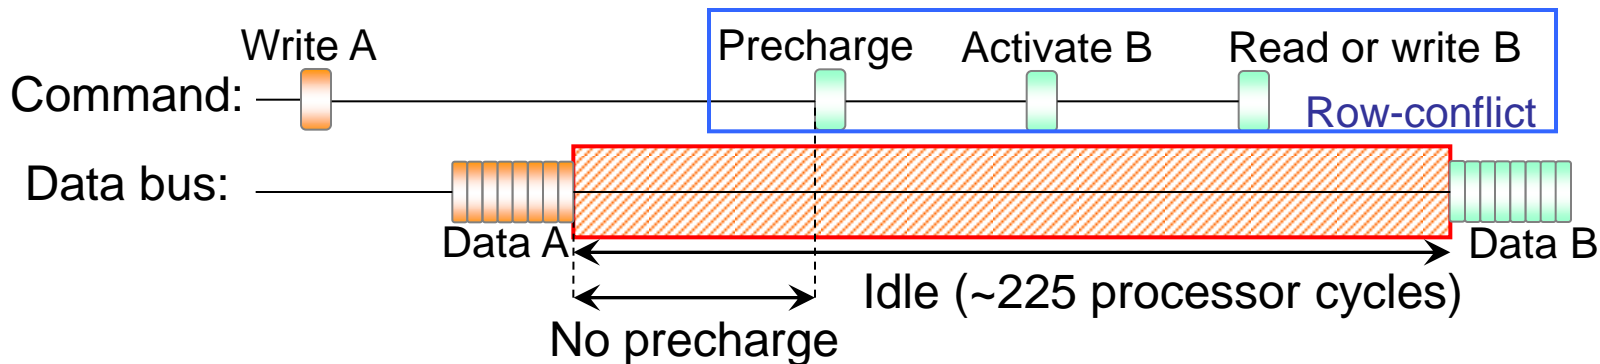 Write A
Precharge
Activate B
Read or write B
Command:
Row-conflict
Data bus:
Data A
Data B
Idle (~225 processor cycles)
No precharge